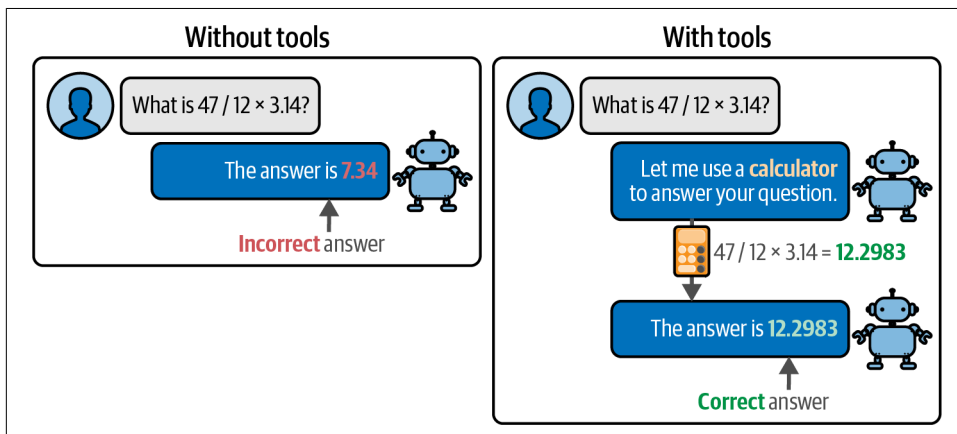 Without tools
What is 47 / 12 × 3.14?
The answer is 7.34
Incorrect answer
With tools
What is 47 / 12 × 3.14?
Let me use a calculator
to answer your question.
47 / 12 × 3.14 = 12.2983
The answer is 12.2983
Correct answer